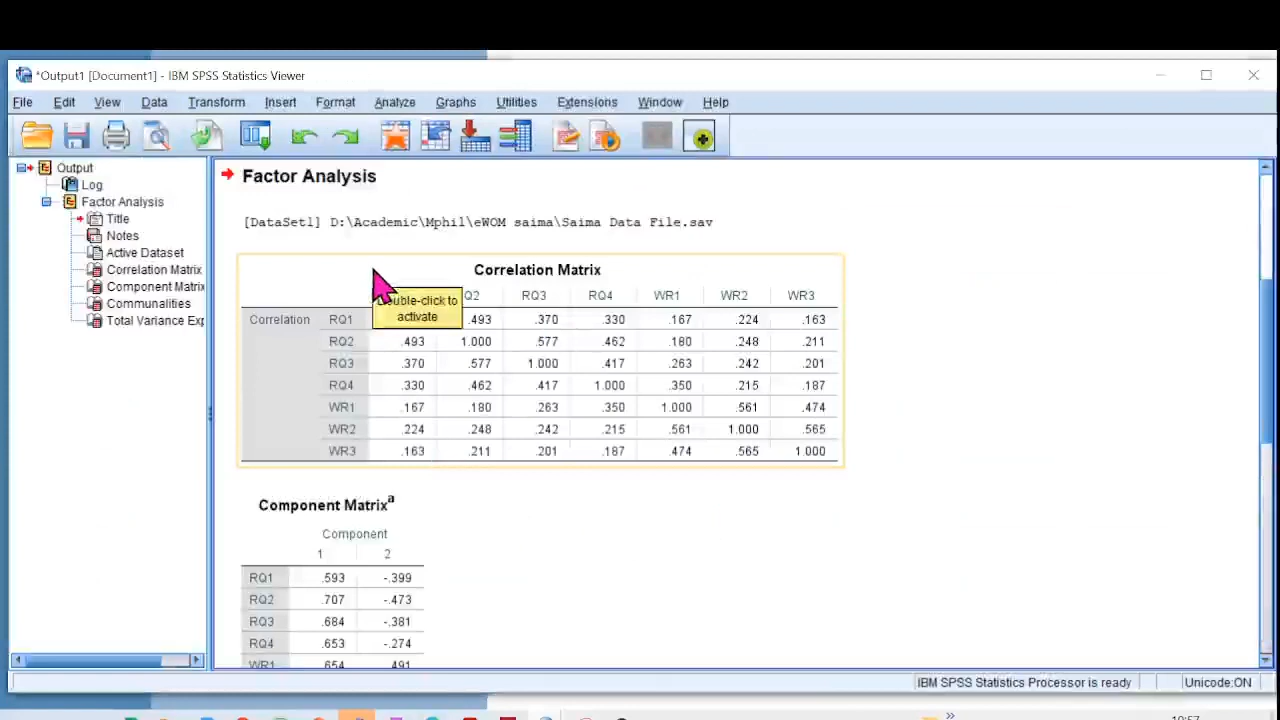 *Output1 [Document1] - IBM SPSS Statistics Viewer
File Edit View Data Transform Insert Format Analyze Graphs Utilities Extensions Window Help
Output
Log
Factor Analysis
Title
Notes
Active Dataset
Correlation Matrix
Component Matrix
Communalities
Total Variance Exp
Factor Analysis
[DataSet1] D:\Academic\Mphil\eWOM saima\Saima Data File.sav
Correlation Matrix
Q2 RQ3 RQ4 WR1 WR2 WR3
Double-click to
activate
Correlation RQ1 .493 .370 .330 .167 .224 .163
RQ2 .493 1.000 .577 .462 .180 .248 .211
RQ3 .370 .577 1.000 .417 .263 .242 .201
RQ4 .330 .462 .417 1.000 .350 .215 .187
WR1 .167 .180 .263 .350 1.000 .561 .474
WR2 .224 .248 .242 .215 .561 1.000 .565
WR3 .163 .211 .201 .187 .474 .565 1.000
Component Matrixa
Component
1 2
RQ1 .593 -.399
RQ2 .707 -.473
RQ3 .684 -.381
RQ4 .653 -.274
WR1 .654 .491
IBM SPSS Statistics Processor is ready Unicode:ON
10:57